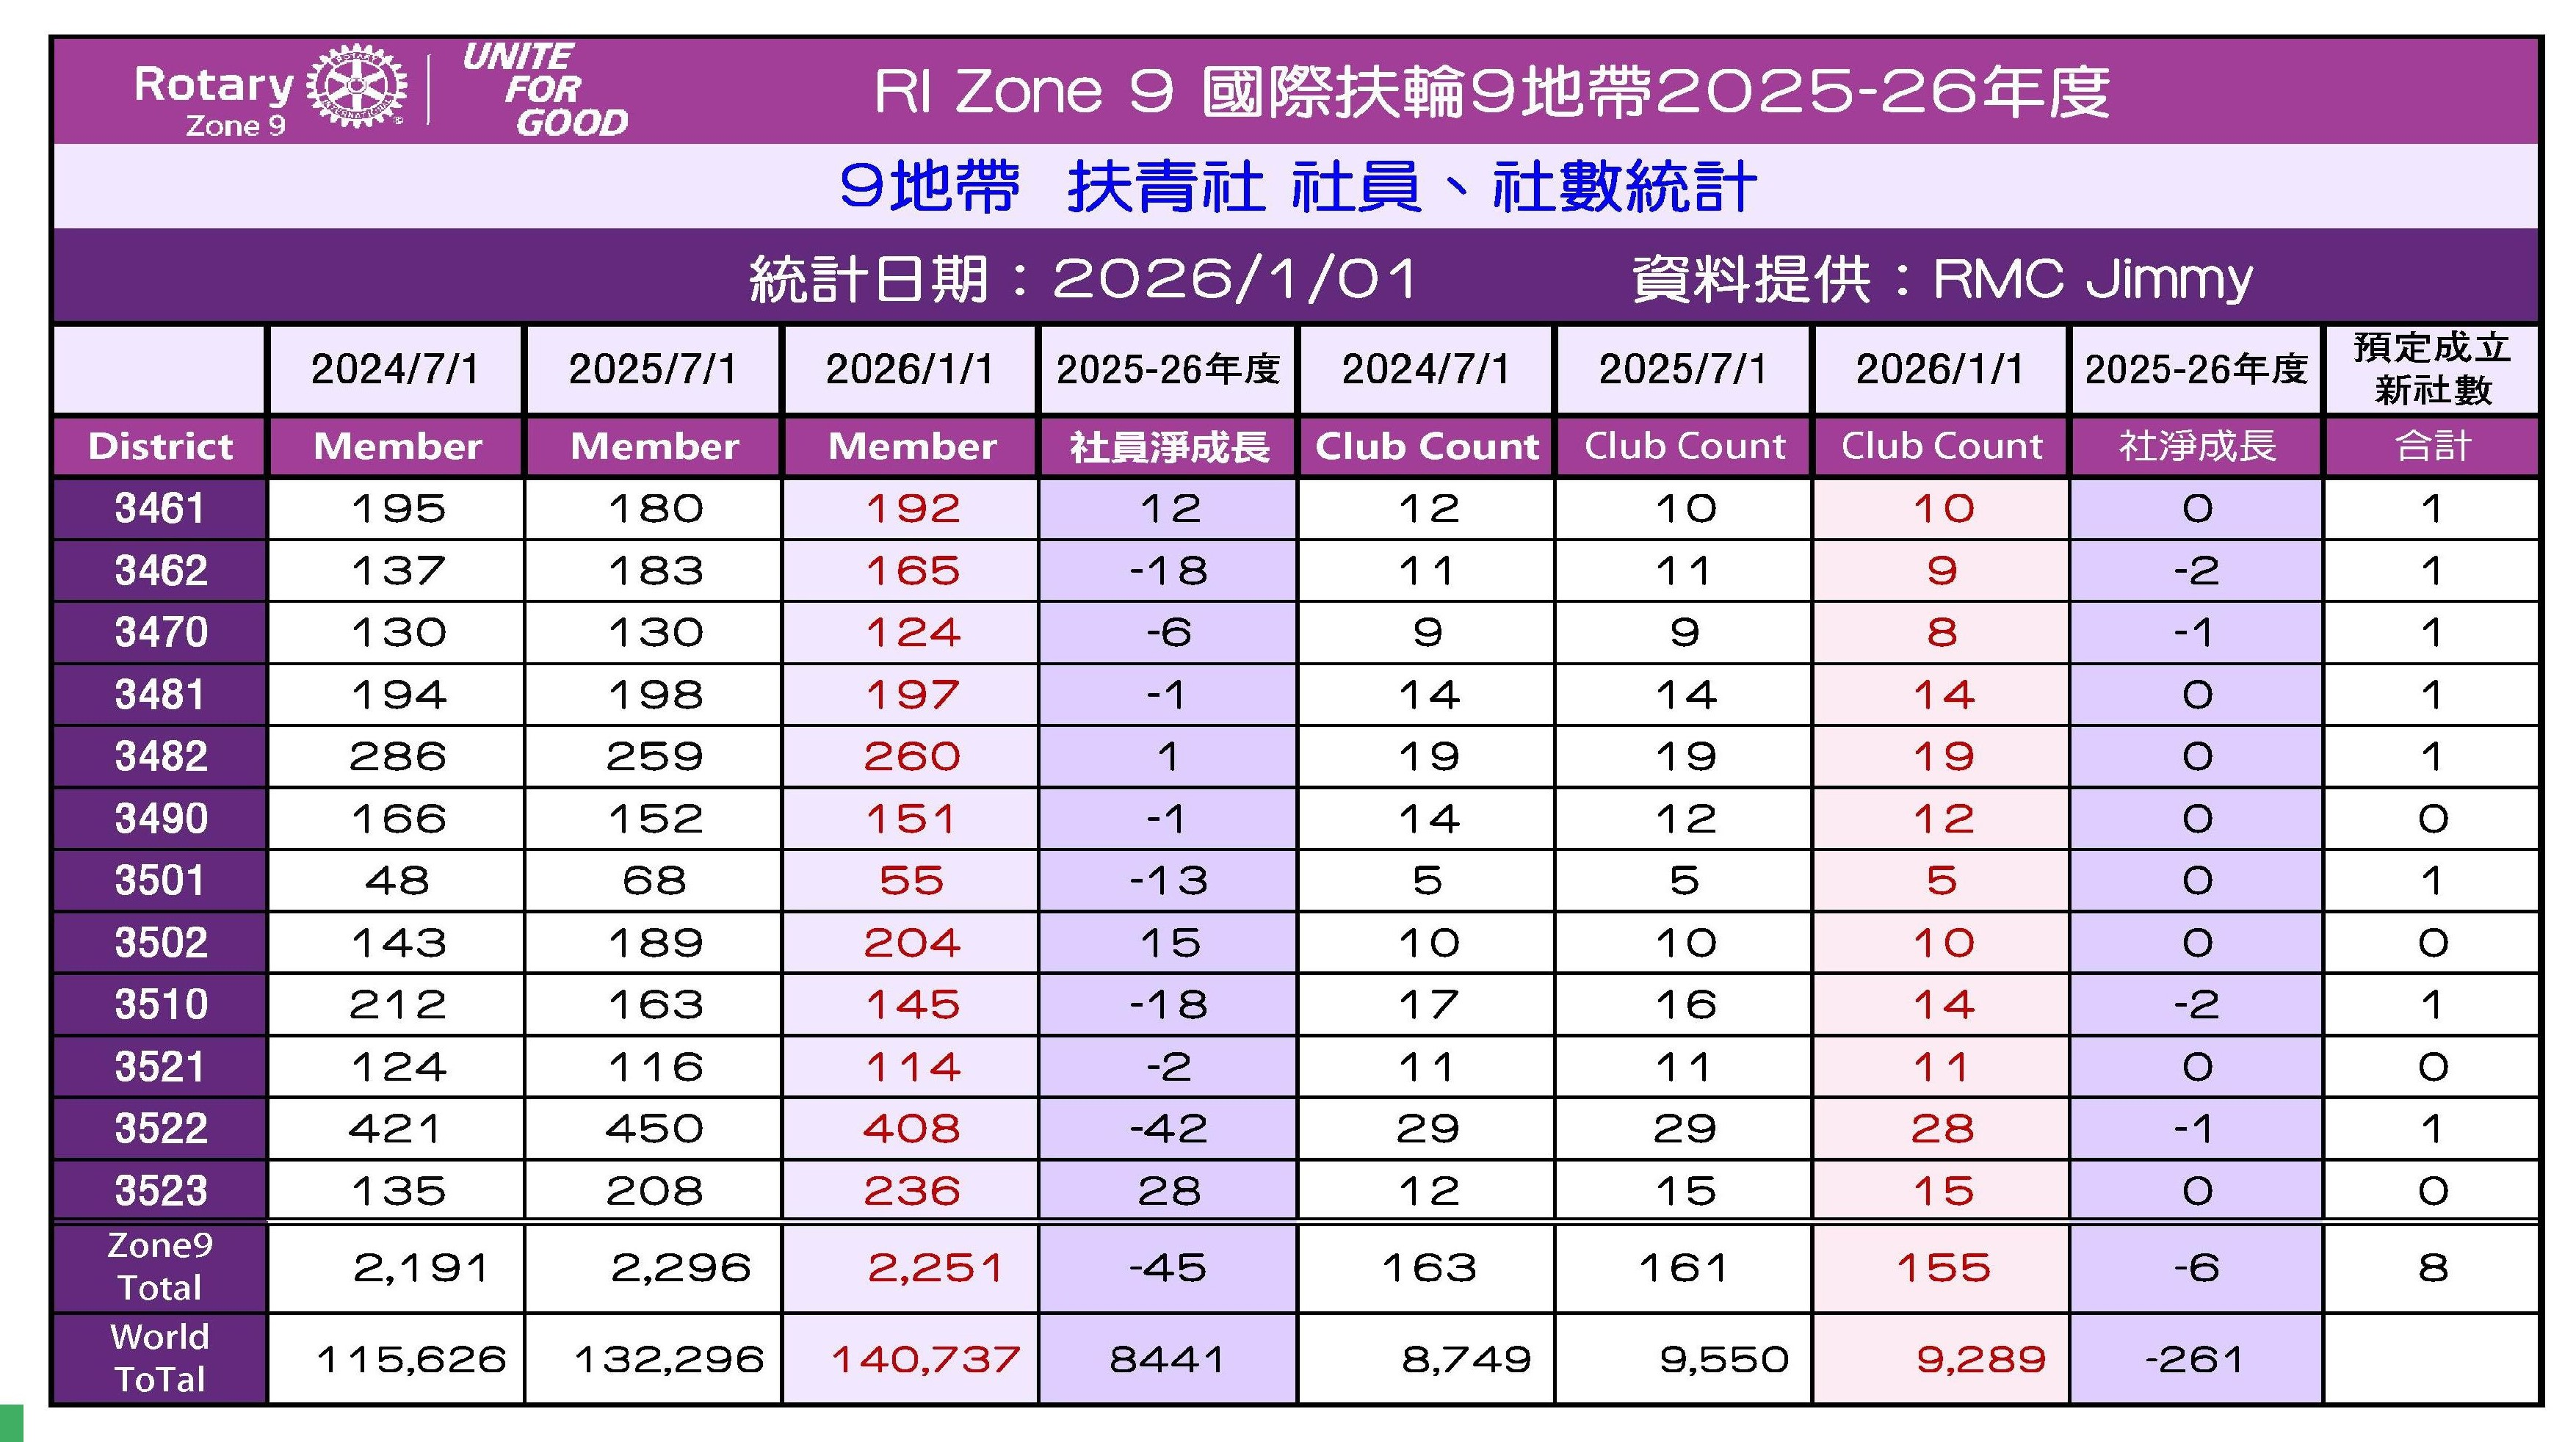 Rotary
Zone 9
UNITE
FOR
GOOD
RI Zone 9 國際扶輪9地帶2025-26年度
9地帶 扶青社 社員、社數統計
統計日期：2026/1/01 資料提供：RMC Jimmy
2024/7/1 2025/7/1 2026/1/1 2025-26年度 2024/7/1 2025/7/1 2026/1/1 2025-26年度 預定成立
新社數
District Member Member Member 社員淨成長 Club Count Club Count Club Count 社淨成長 合計
3461 195 180 192 12 12 10 10 0 1
3462 137 183 165 -18 11 11 9 -2 1
3470 130 130 124 -6 9 9 8 -1 1
3481 194 198 197 -1 14 14 14 0 1
3482 286 259 260 1 19 19 19 0 1
3490 166 152 151 -1 14 12 12 0 0
3501 48 68 55 -13 5 5 5 0 1
3502 143 189 204 15 10 10 10 0 0
3510 212 163 145 -18 17 16 14 -2 1
3521 124 116 114 -2 11 11 11 0 0
3522 421 450 408 -42 29 29 28 -1 1
3523 135 208 236 28 12 15 15 0 0
Zone9
Total 2,191 2,296 2,251 -45 163 161 155 -6 8
World
ToTal 115,626 132,296 140,737 8441 8,749 9,550 9,289 -261